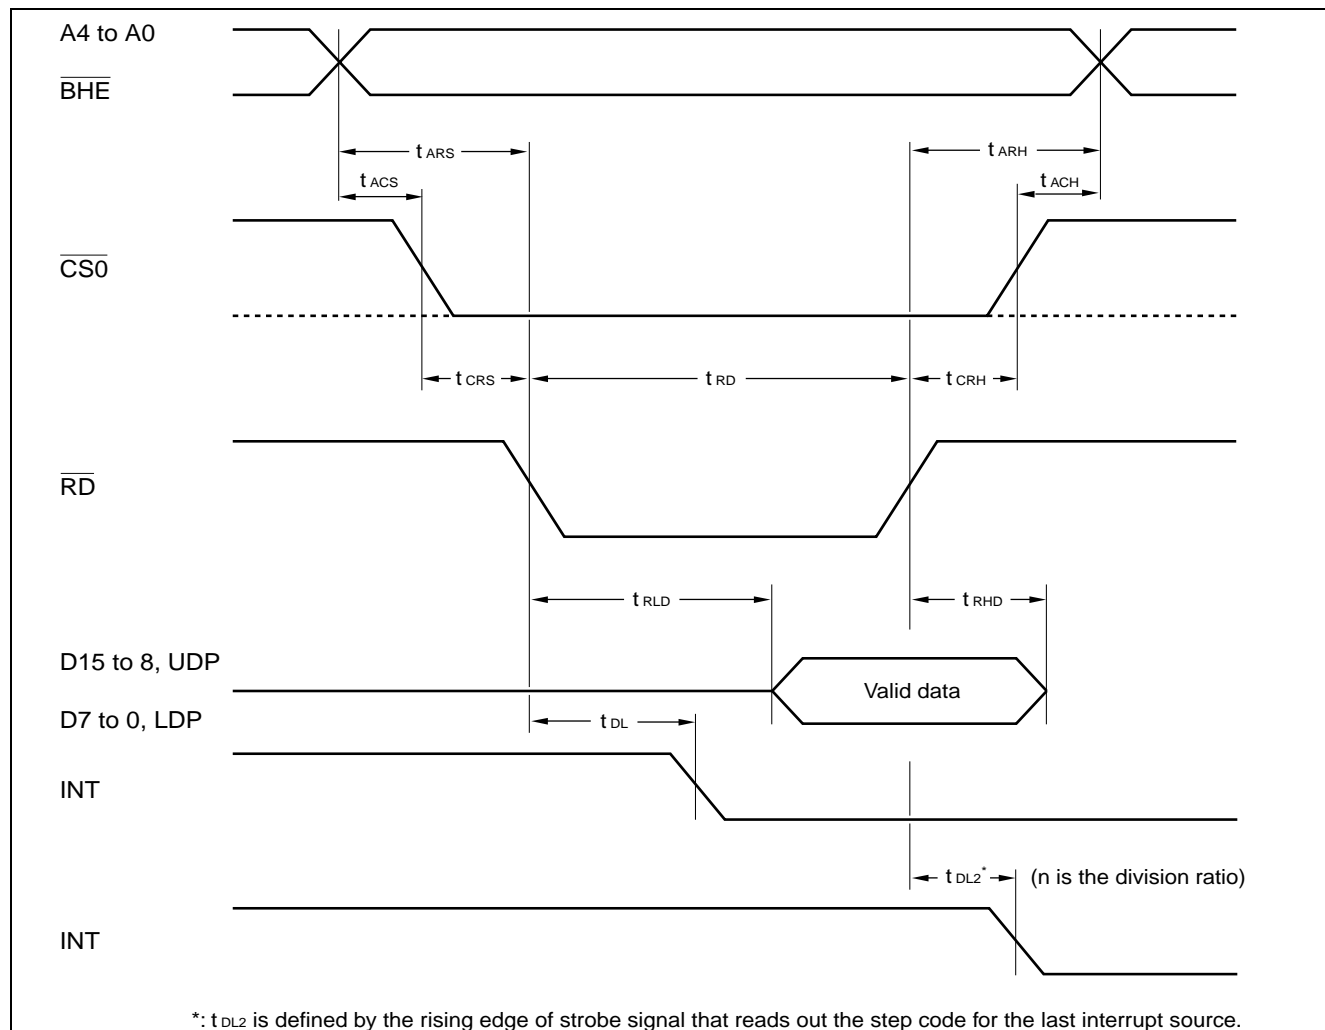 A4 to A0
BHE
t ARS
t ARH
t ACS
t ACH
CS0
t CRS
t RD
t CRH
RD
t RLD
t RHD
D15 to 8, UDP
Valid data
D7 to 0, LDP
t DL
INT
t DL2* (n is the division ratio)
INT
*: t DL2 is defined by the rising edge of strobe signal that reads out the step code for the last interrupt source.